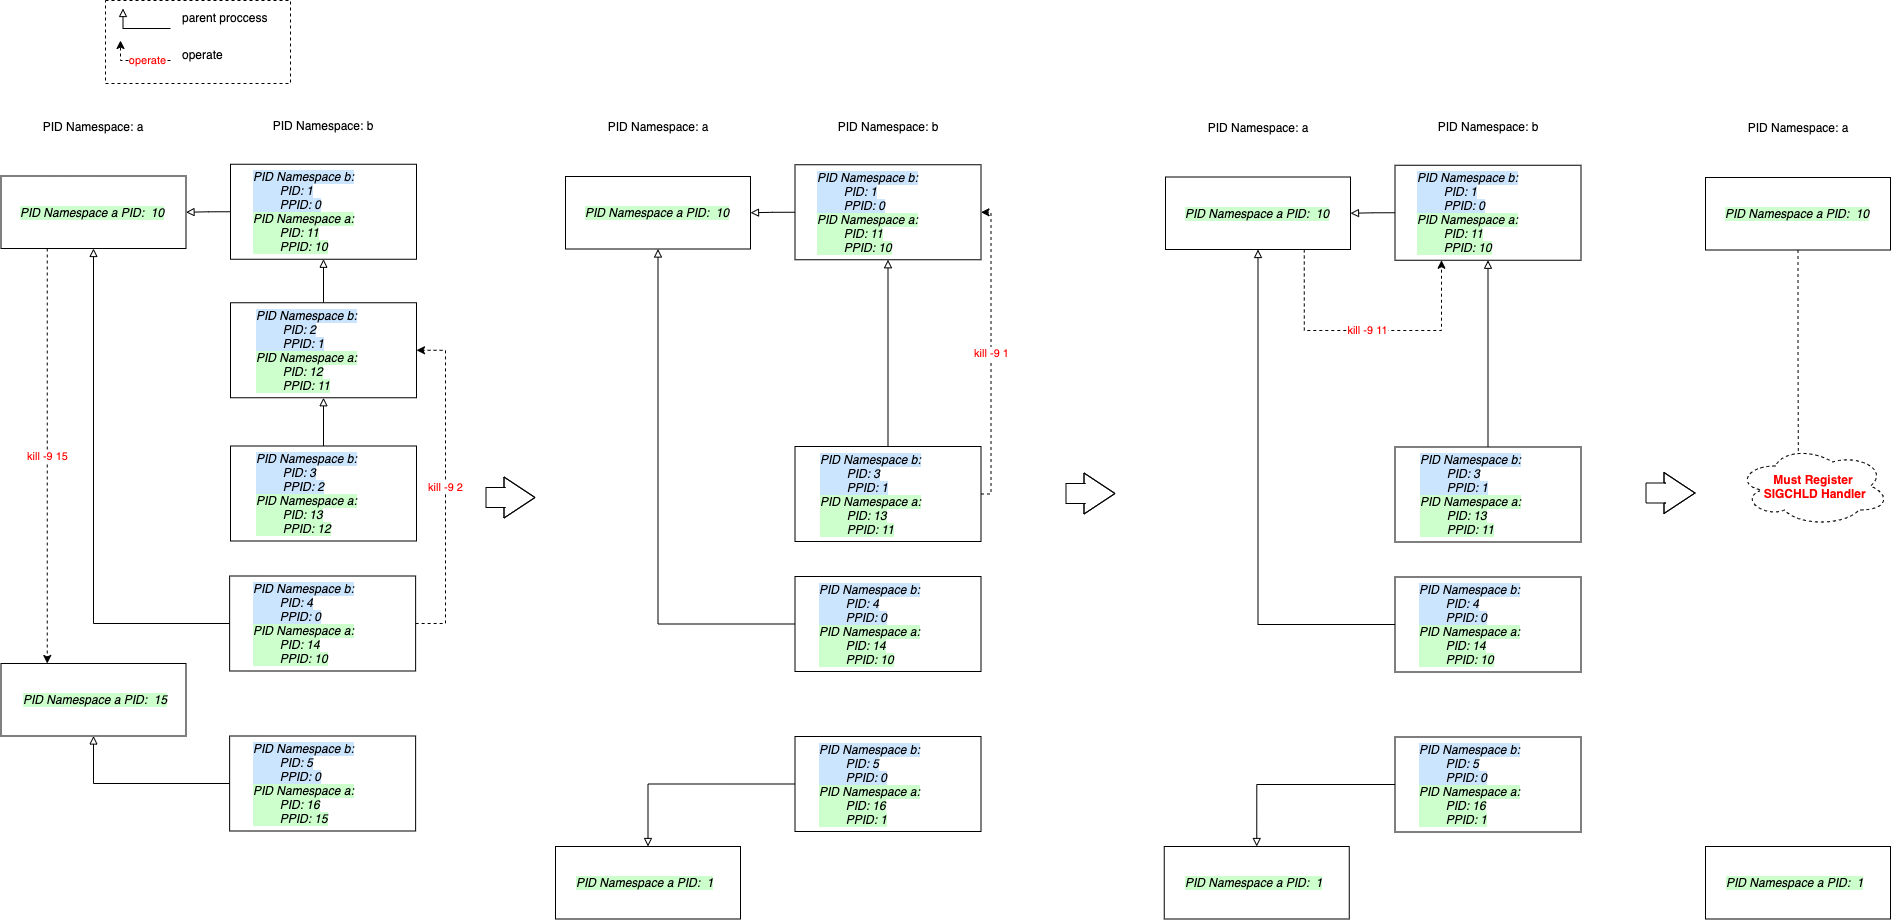 parent proccess
operate
operate
PID Namespace: a
PID Namespace: b
PID Namespace a PID: 10
PID Namespace b:
PID: 1
PPID: 0
PID Namespace a:
PID: 11
PPID: 10
PID Namespace b:
PID: 2
PPID: 1
PID Namespace a:
PID: 12
PPID: 11
kill -9 15
PID Namespace b:
PID: 3
PPID: 2
PID Namespace a:
PID: 13
PPID: 12
kill -9 2
PID Namespace b:
PID: 4
PPID: 0
PID Namespace a:
PID: 14
PPID: 10
PID Namespace a PID: 15
PID Namespace b:
PID: 5
PPID: 0
PID Namespace a:
PID: 16
PPID: 15
PID Namespace: a
PID Namespace: b
PID Namespace a PID: 10
PID Namespace b:
PID: 1
PPID: 0
PID Namespace a:
PID: 11
PPID: 10
kill -9 1
PID Namespace b:
PID: 3
PPID: 1
PID Namespace a:
PID: 13
PPID: 11
PID Namespace b:
PID: 4
PPID: 0
PID Namespace a:
PID: 14
PPID: 10
PID Namespace b:
PID: 5
PPID: 0
PID Namespace a:
PID: 16
PPID: 1
PID Namespace a PID: 1
PID Namespace: a
PID Namespace: b
PID Namespace a PID: 10
PID Namespace b:
PID: 1
PPID: 0
PID Namespace a:
PID: 11
PPID: 10
kill -9 11
PID Namespace b:
PID: 3
PPID: 1
PID Namespace a:
PID: 13
PPID: 11
PID Namespace b:
PID: 4
PPID: 0
PID Namespace a:
PID: 14
PPID: 10
PID Namespace b:
PID: 5
PPID: 0
PID Namespace a:
PID: 16
PPID: 1
PID Namespace a PID: 1
PID Namespace: a
PID Namespace a PID: 10
Must Register
SIGCHLD Handler
PID Namespace a PID: 1